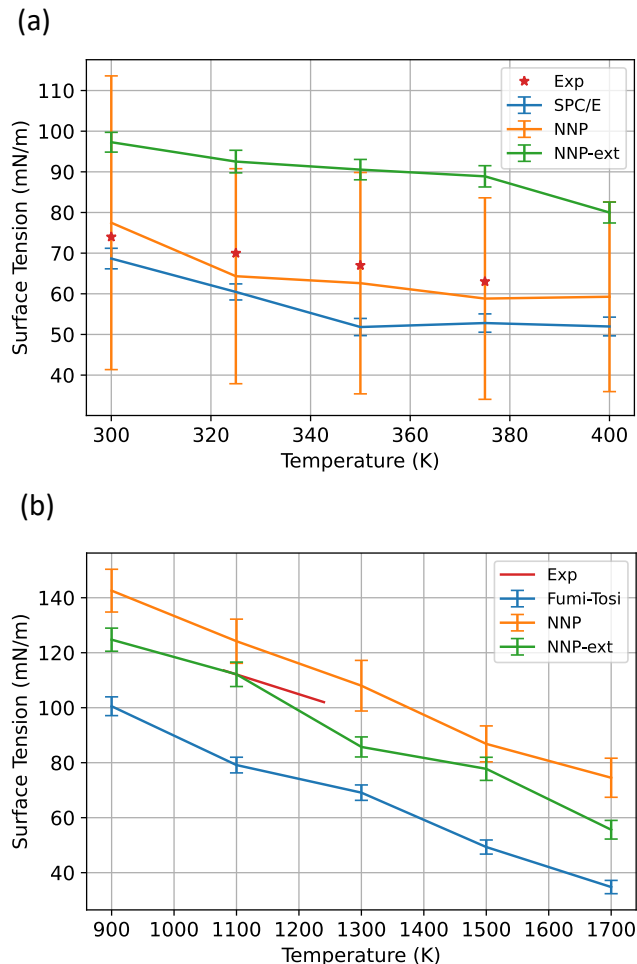 (a)
110
100
90
80
70
60
50
40
Surface Tension (mN/m)
Exp
SPC/E
NNP
NNP-ext
300 320 340 360 380 400
Temperature (K)
(b)
140
120
100
80
60
40
Surface Tension (mN/m)
Exp
Fumi-Tosi
NNP
NNP-ext
900 1000 1100 1200 1300 1400 1500 1600 1700
Temperature (K)